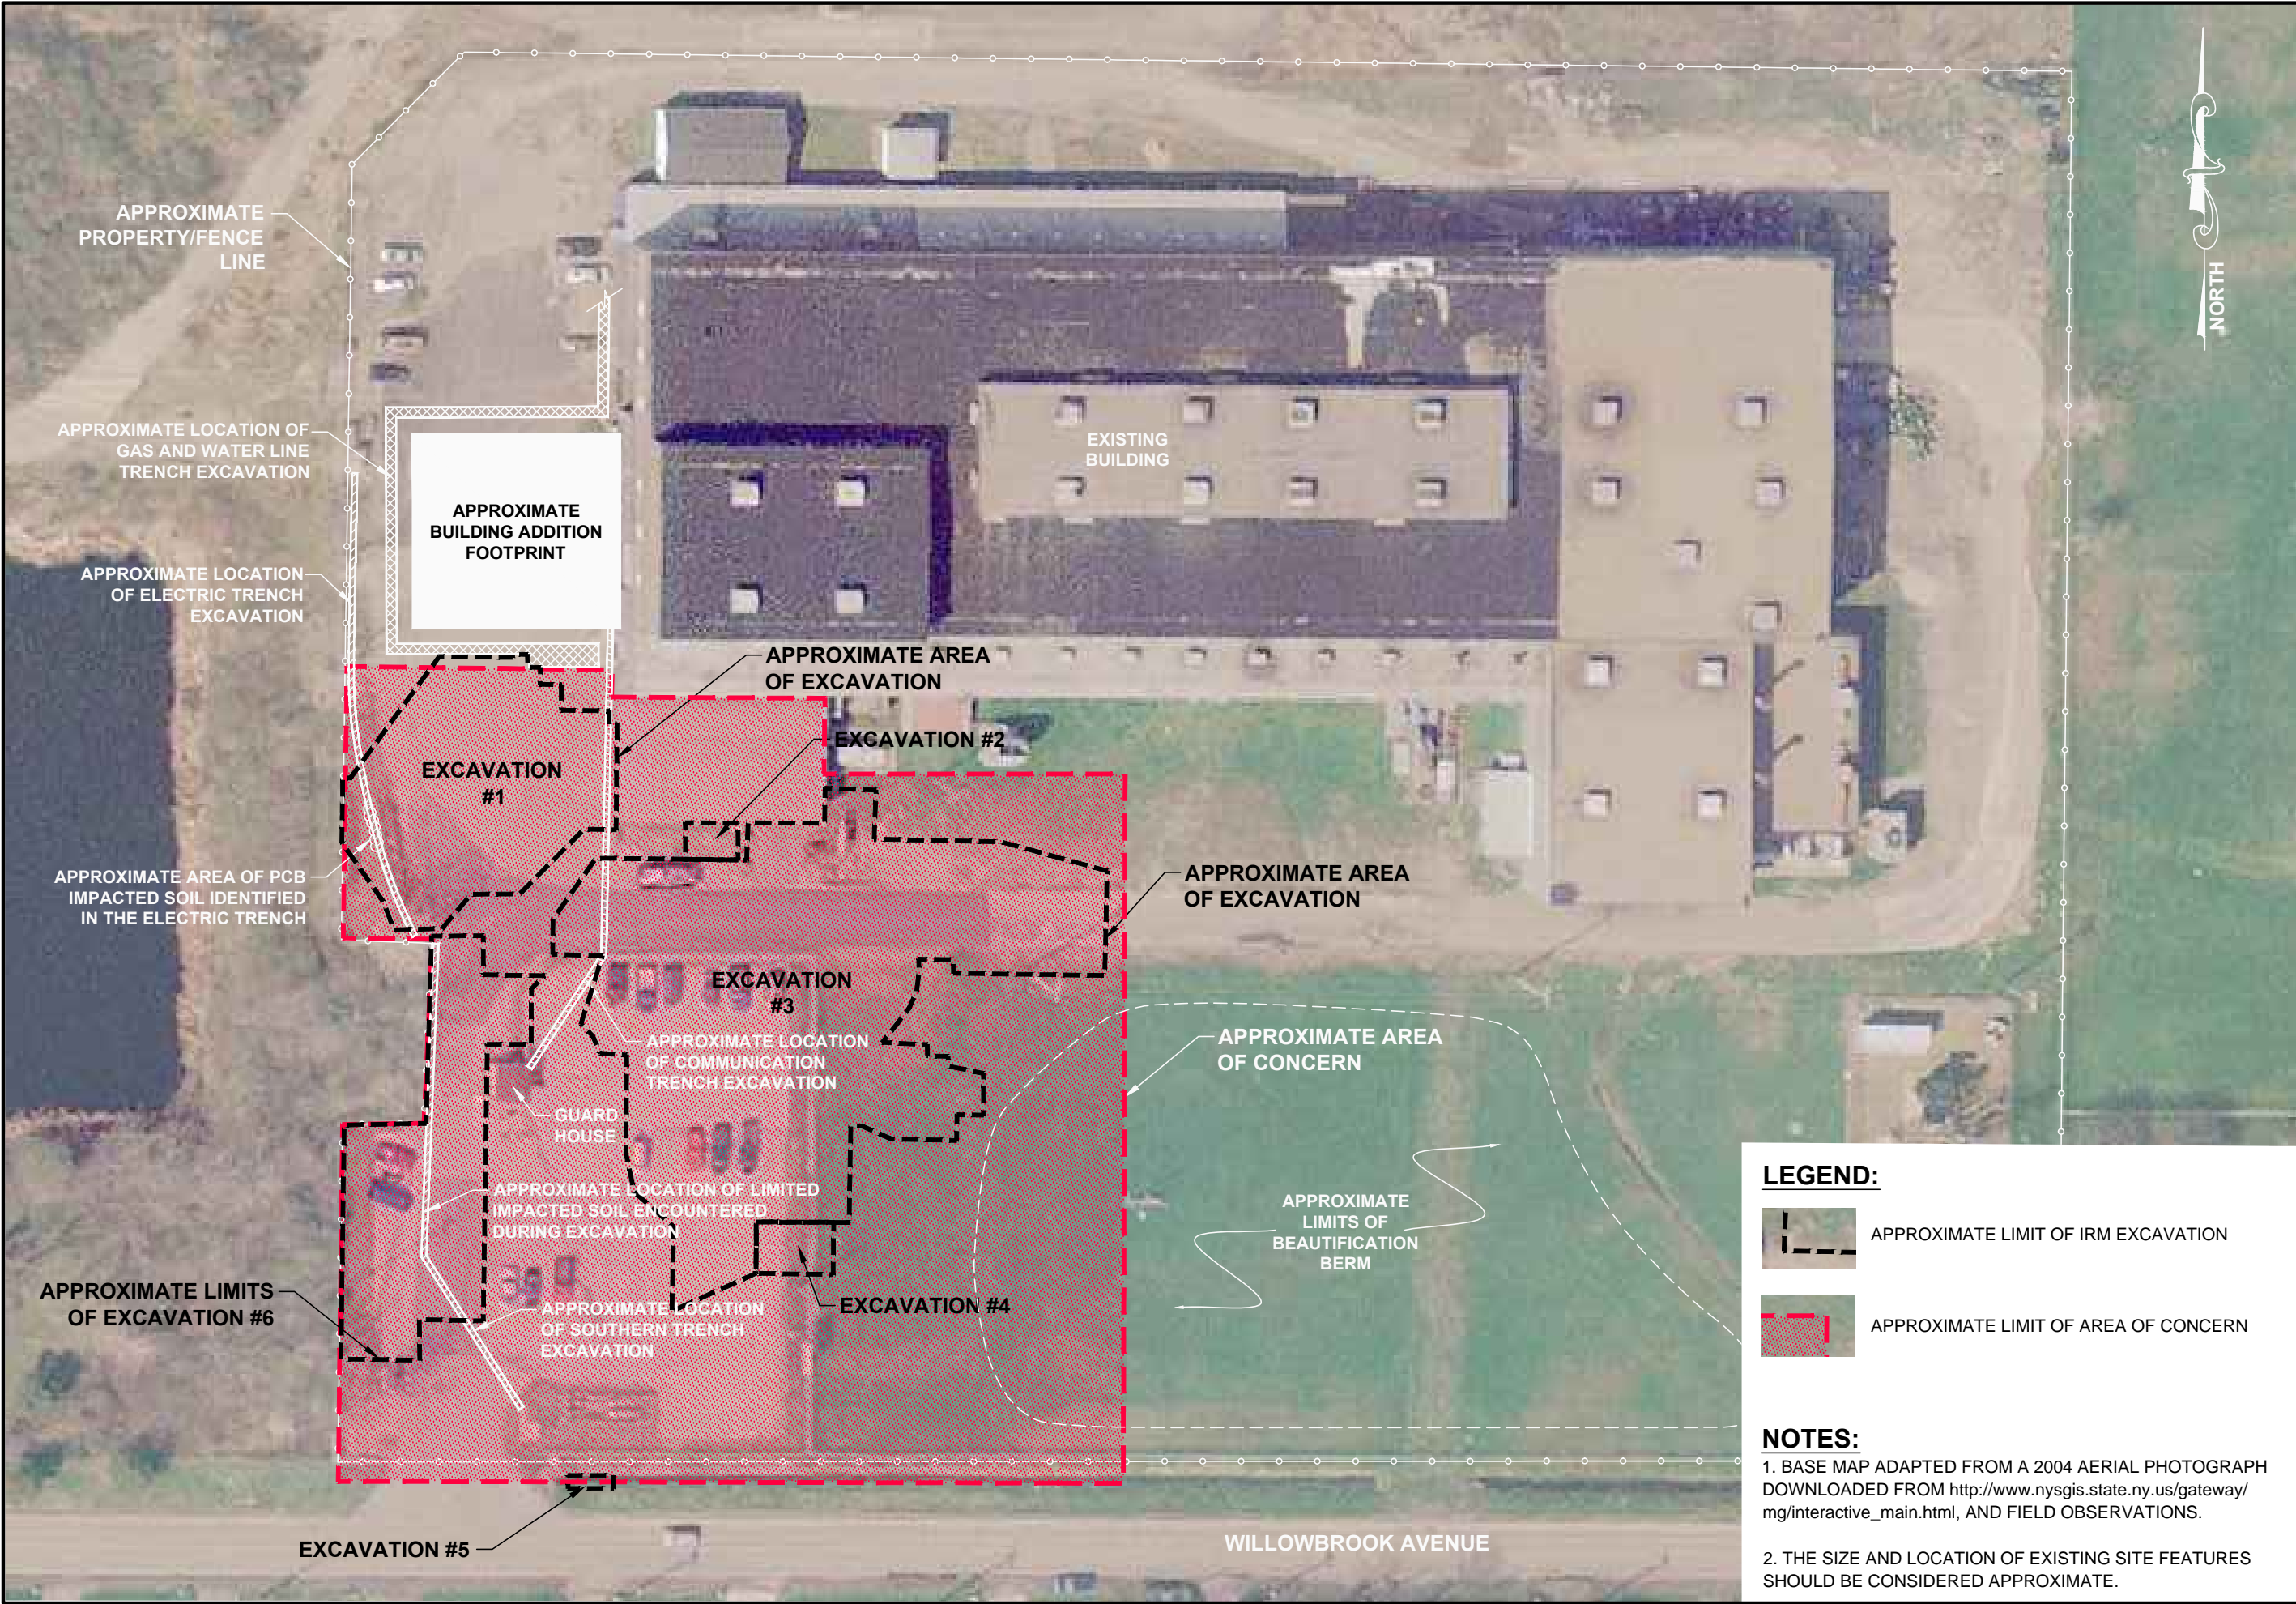 NORTH
APPROXIMATE
PROPERTY/FENCE
LINE
APPROXIMATE LOCATION OF
GAS AND WATER LINE
TRENCH EXCAVATION
EXISTING
BUILDING
APPROXIMATE
BUILDING ADDITION
FOOTPRINT
APPROXIMATE LOCATION
OF ELECTRIC TRENCH
EXCAVATION
APPROXIMATE AREA
OF EXCAVATION
EXCAVATION #2
EXCAVATION
#1
APPROXIMATE AREA OF PCB
IMPACTED SOIL IDENTIFIED
IN THE ELECTRIC TRENCH
APPROXIMATE AREA
OF EXCAVATION
EXCAVATION
#3
APPROXIMATE LOCATION
OF COMMUNICATION
TRENCH EXCAVATION
APPROXIMATE AREA
OF CONCERN
GUARD
HOUSE
APPROXIMATE LOCATION OF LIMITED
IMPACTED SOIL ENCOUNTERED
DURING EXCAVATION
APPROXIMATE
LIMITS OF
BEAUTIFICATION
BERM
APPROXIMATE LIMITS
OF EXCAVATION #6
APPROXIMATE LOCATION
OF SOUTHERN TRENCH
EXCAVATION
EXCAVATION #4
EXCAVATION #5
WILLOWBROOK AVENUE
LEGEND:
APPROXIMATE LIMIT OF IRM EXCAVATION
APPROXIMATE LIMIT OF AREA OF CONCERN
NOTES:
1. BASE MAP ADAPTED FROM A 2004 AERIAL PHOTOGRAPH
DOWNLOADED FROM http://www.nysgis.state.ny.us/gateway/
mg/interactive_main.html, AND FIELD OBSERVATIONS.
2. THE SIZE AND LOCATION OF EXISTING SITE FEATURES
SHOULD BE CONSIDERED APPROXIMATE.